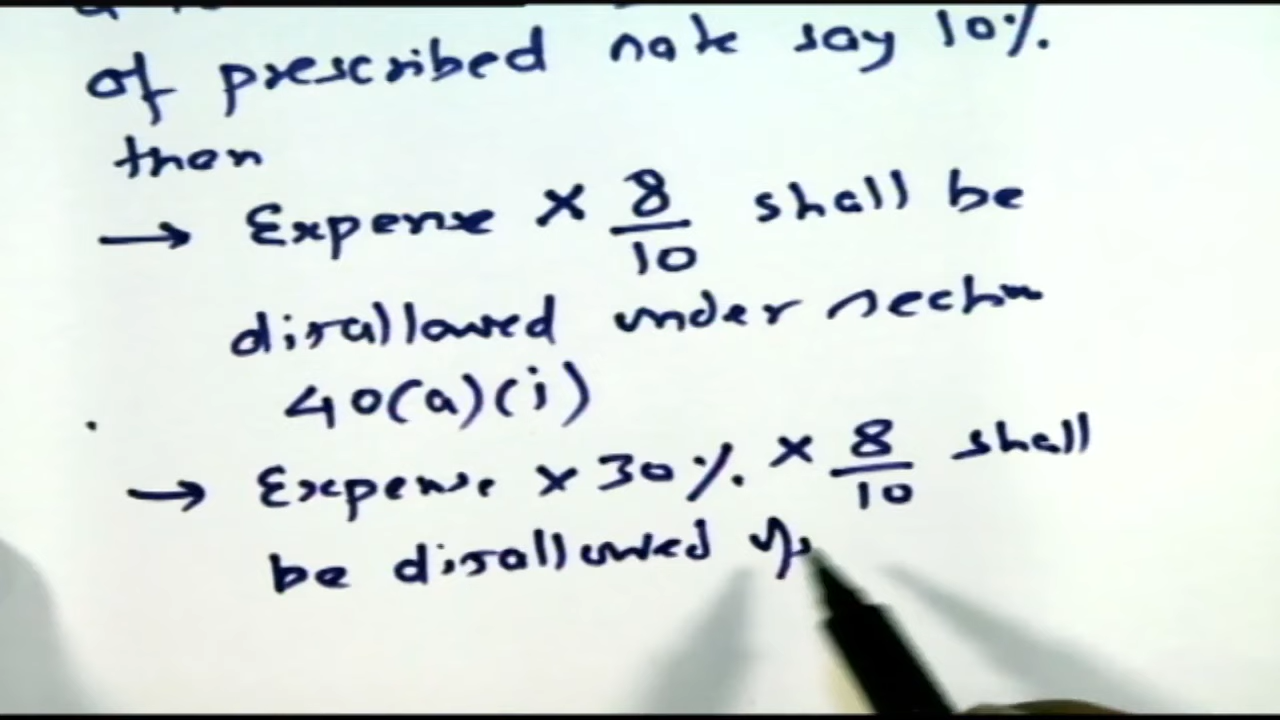 of prescribed rate say 10%.
then
→ Expense × 8/10 shall be
disallowed under section
40(a)(i)
→ Expense × 30% × 8/10 shall
be disallowed